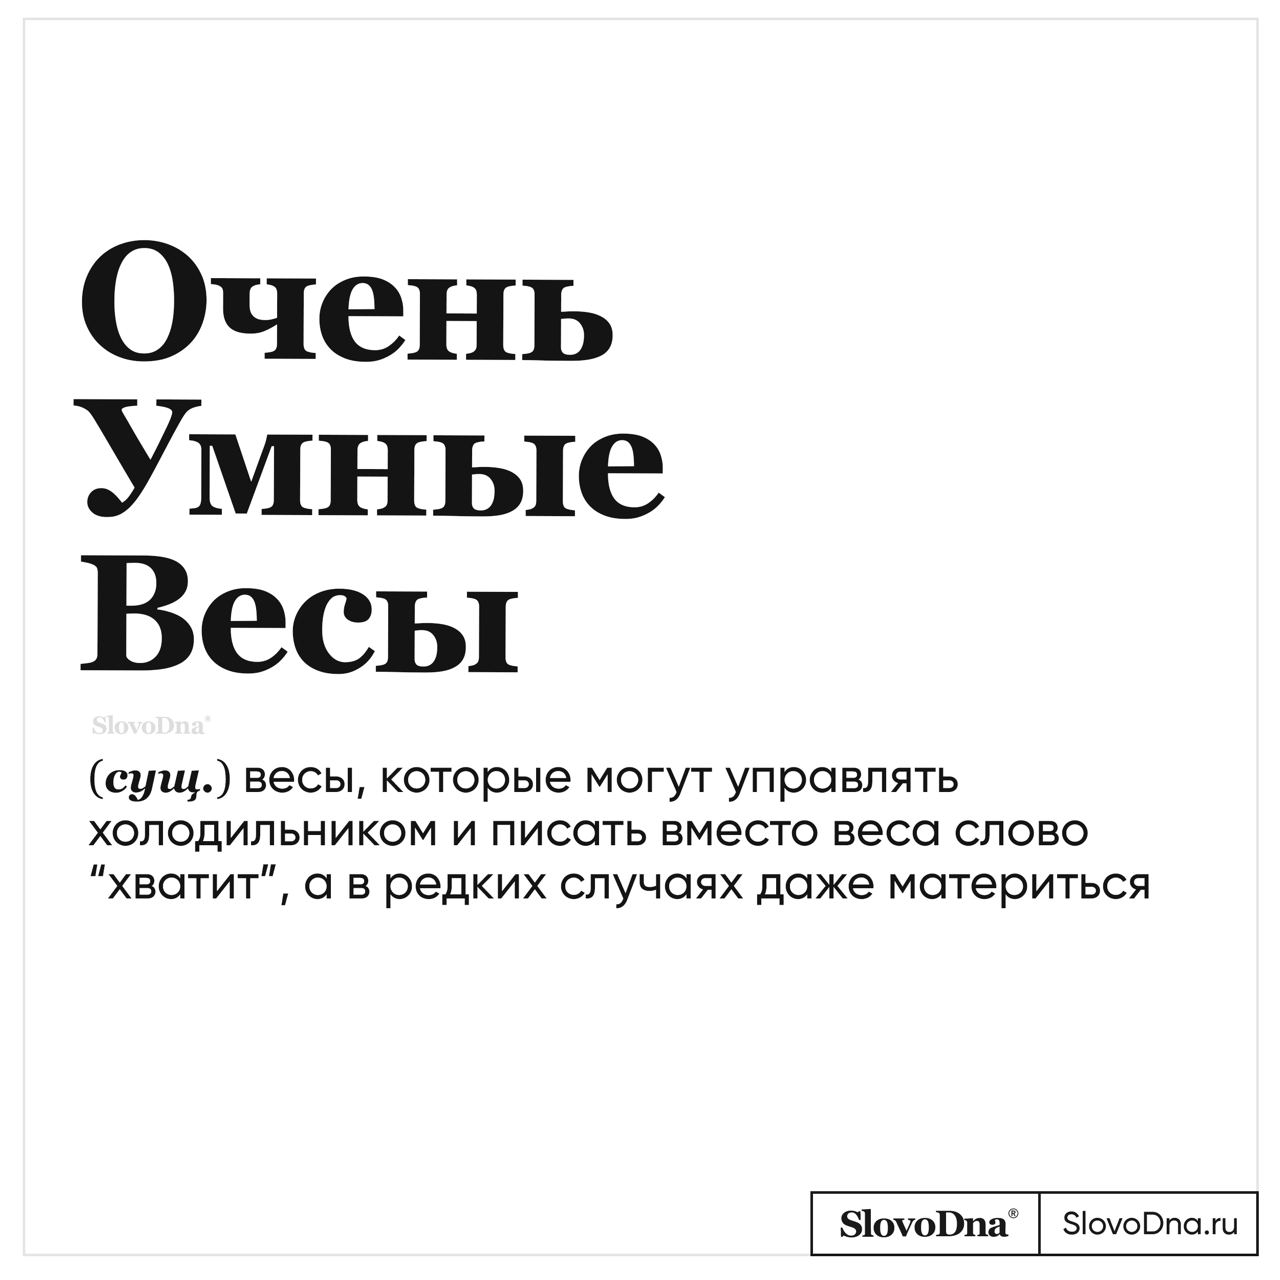 Очень
Умные
Весы
SlovoDna®
(сущ.) весы, которые могут управлять
холодильником и писать вместо веса слово
“хватит”, а в редких случаях даже материться
SlovoDna® SlovoDna.ru